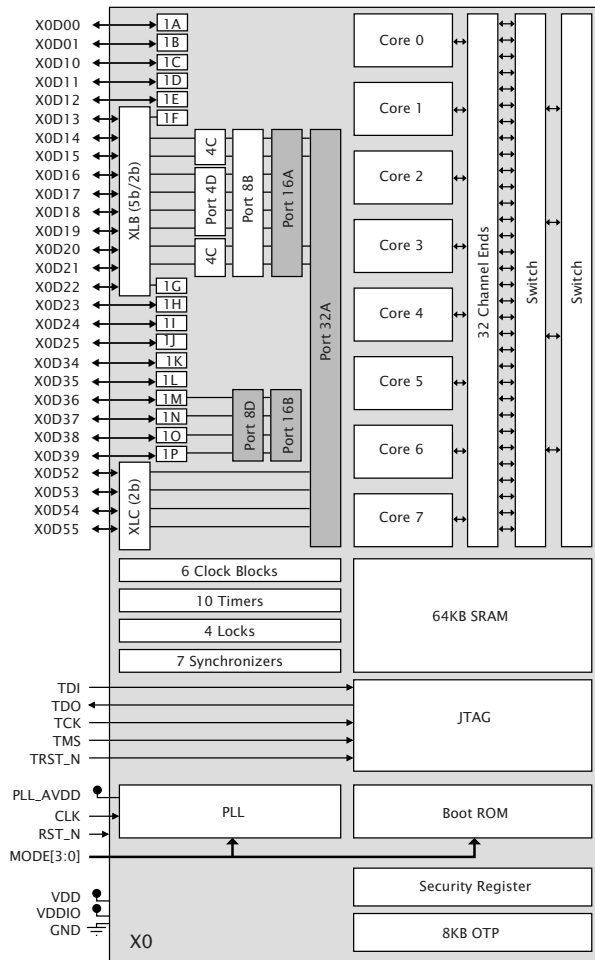 X0D00
X0D01
X0D10
X0D11
X0D12
X0D13
X0D14
X0D15
X0D16
X0D17
X0D18
X0D19
X0D20
X0D21
X0D22
X0D23
X0D24
X0D25
X0D34
X0D35
X0D36
X0D37
X0D38
X0D39
X0D52
X0D53
X0D54
X0D55
1A
1B
1C
1D
1E
1F
XLB (5b/2b)
4C
Port 4D
4C
Port 8B
Port 16A
1G
1H
1I
1J
1K
1L
1M
1N
1O
1P
Port 8D
Port 16B
XLC (2b)
Port 32A
Core 0
Core 1
Core 2
Core 3
Core 4
Core 5
Core 6
Core 7
32 Channel Ends
Switch
Switch
6 Clock Blocks
10 Timers
4 Locks
7 Synchronizers
64KB SRAM
TDI
TDO
TCK
TMS
TRST_N
JTAG
PLL_AVDD
CLK
RST_N
MODE[3:0]
PLL
Boot ROM
VDD
VDDIO
GND
X0
Security Register
8KB OTP